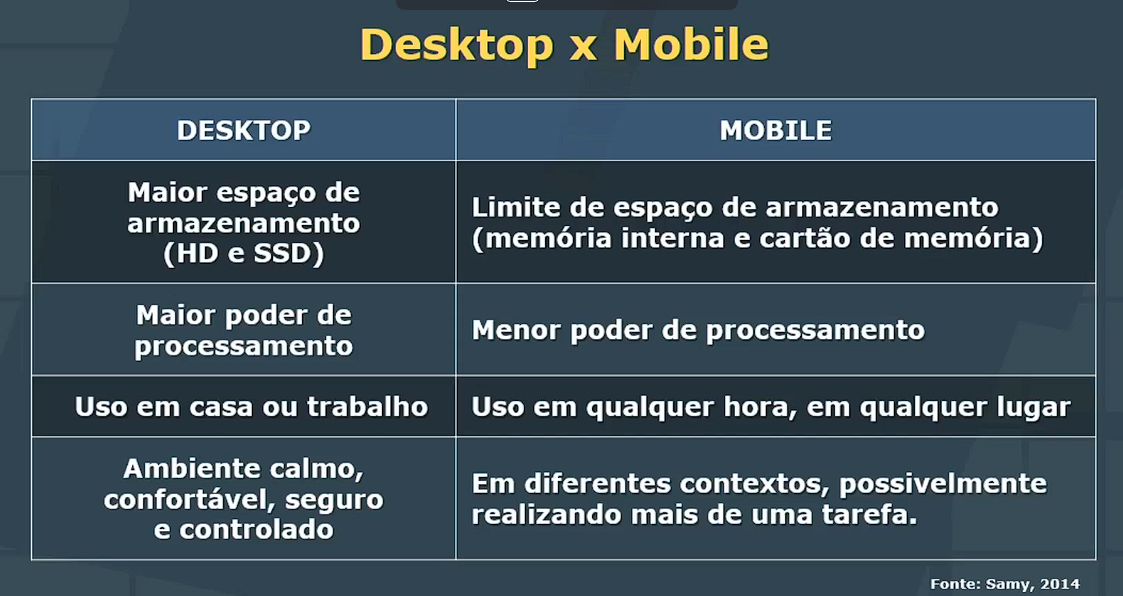 Desktop x Mobile
DESKTOP
MOBILE
Maior espaço de
armazenamento
(HD e SSD)
Limite de espaço de armazenamento
(memória interna e cartão de memória)
Maior poder de
processamento
Menor poder de processamento
Uso em casa ou trabalho
Uso em qualquer hora, em qualquer lugar
Ambiente calmo,
confortável, seguro
e controlado
Em diferentes contextos, possivelmente
realizando mais de uma tarefa.
Fonte: Samy, 2014